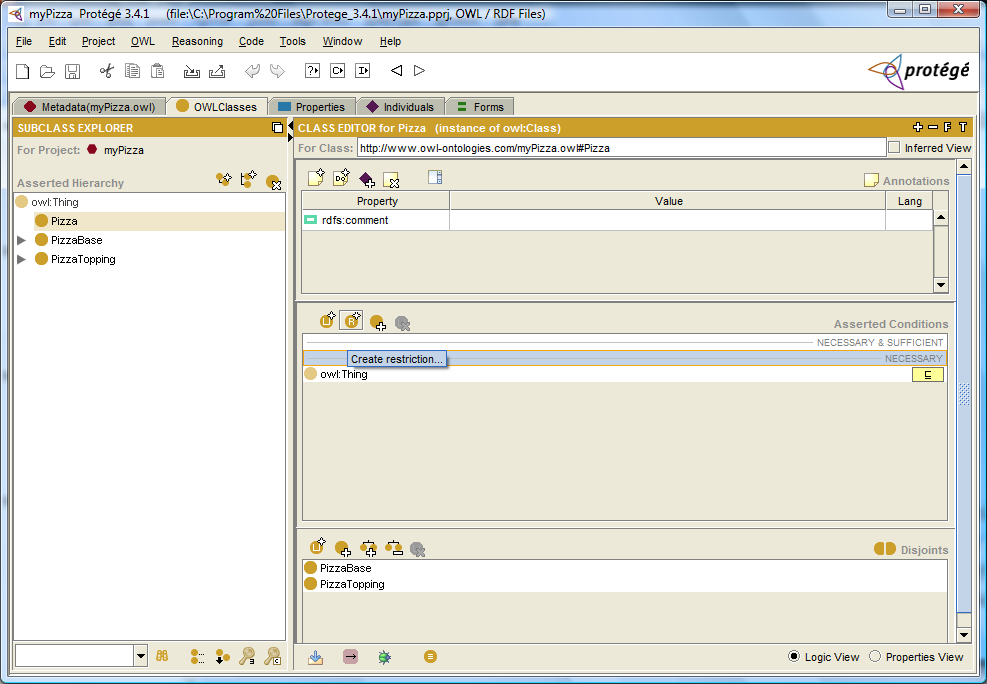 myPizza Protégé 3.4.1 (file:\C:\Program%20Files\Protege_3.4.1\myPizza.pprj, OWL / RDF Files)
File Edit Project OWL Reasoning Code Tools Window Help
protégé
Metadata(myPizza.owl) OWLClasses Properties Individuals Forms
SUBCLASS EXPLORER
For Project: myPizza
Asserted Hierarchy
owl:Thing
Pizza
PizzaBase
PizzaTopping
CLASS EDITOR for Pizza (instance of owl:Class)
F T
For Class: http://www.owl-ontologies.com/myPizza.owl#Pizza Inferred View
Annotations
Property Value Lang
rdfs:comment
Asserted Conditions
NECESSARY & SUFFICIENT
NECESSARY
Create restriction...
owl:Thing ⊑
Disjoints
PizzaBase
PizzaTopping
Logic View Properties View